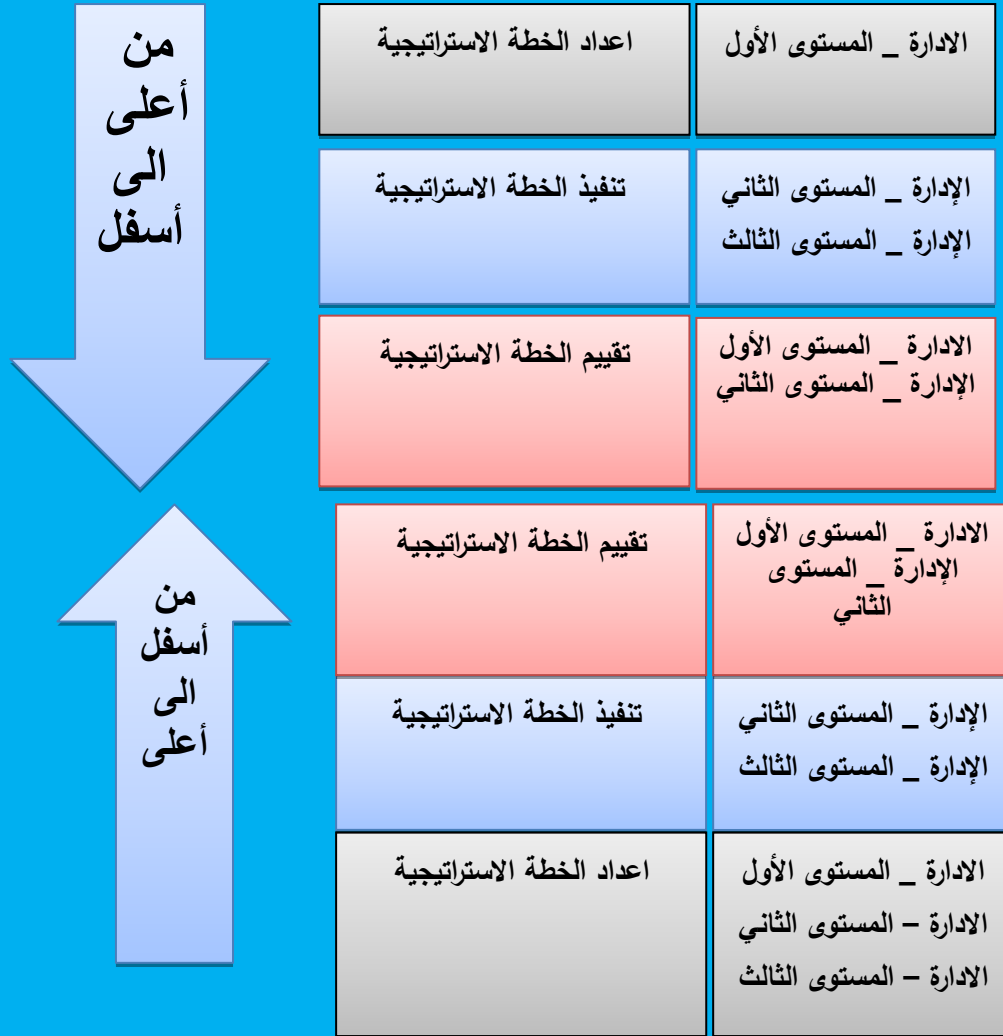 من
أعلى
الى
أسفل
الادارة _ المستوى الأول
اعداد الخطة الاستراتيجية
الإدارة _ المستوى الثاني
الإدارة _ المستوى الثالث
تنفيذ الخطة الاستراتيجية
الادارة _ المستوى الأول
الإدارة _ المستوى الثاني
تقييم الخطة الاستراتيجية
من
أسفل
الى
أعلى
الادارة _ المستوى الأول
الإدارة _ المستوى
الثاني
تقييم الخطة الاستراتيجية
الإدارة _ المستوى الثاني
الإدارة _ المستوى الثالث
تنفيذ الخطة الاستراتيجية
الادارة _ المستوى الأول
الادارة – المستوى الثاني
الادارة – المستوى الثالث
اعداد الخطة الاستراتيجية